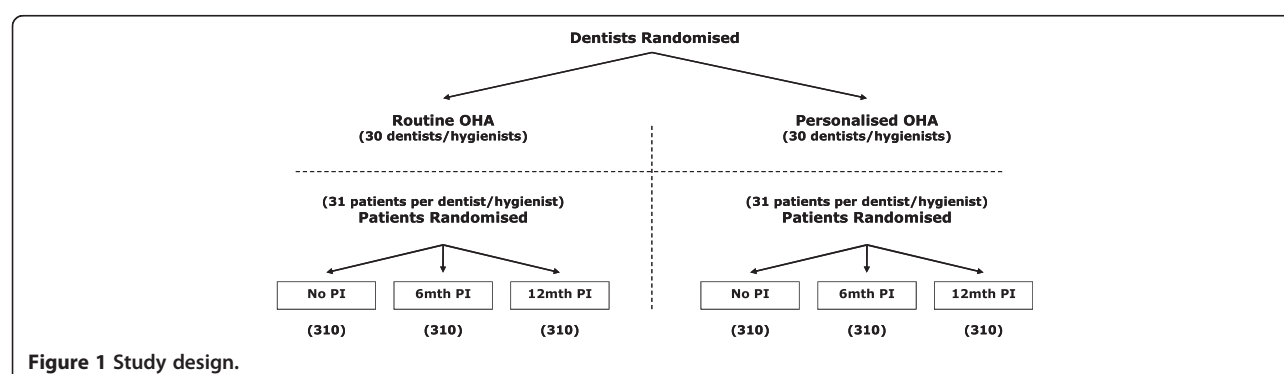 Dentists Randomised
Routine OHA
(30 dentists/hygienists)
Personalised OHA
(30 dentists/hygienists)
(31 patients per dentist/hygienist)
Patients Randomised
(31 patients per dentist/hygienist)
Patients Randomised
No PI
6mth PI
12mth PI
No PI
6mth PI
12mth PI
(310)
(310)
(310)
(310)
(310)
(310)
Figure 1 Study design.